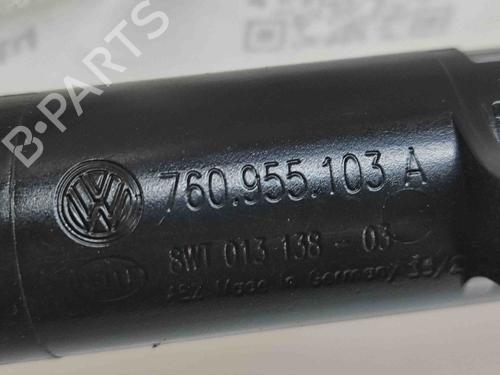 B-PARTS
760.955.103 A
8WT 013 138 - 03
Made in Germany